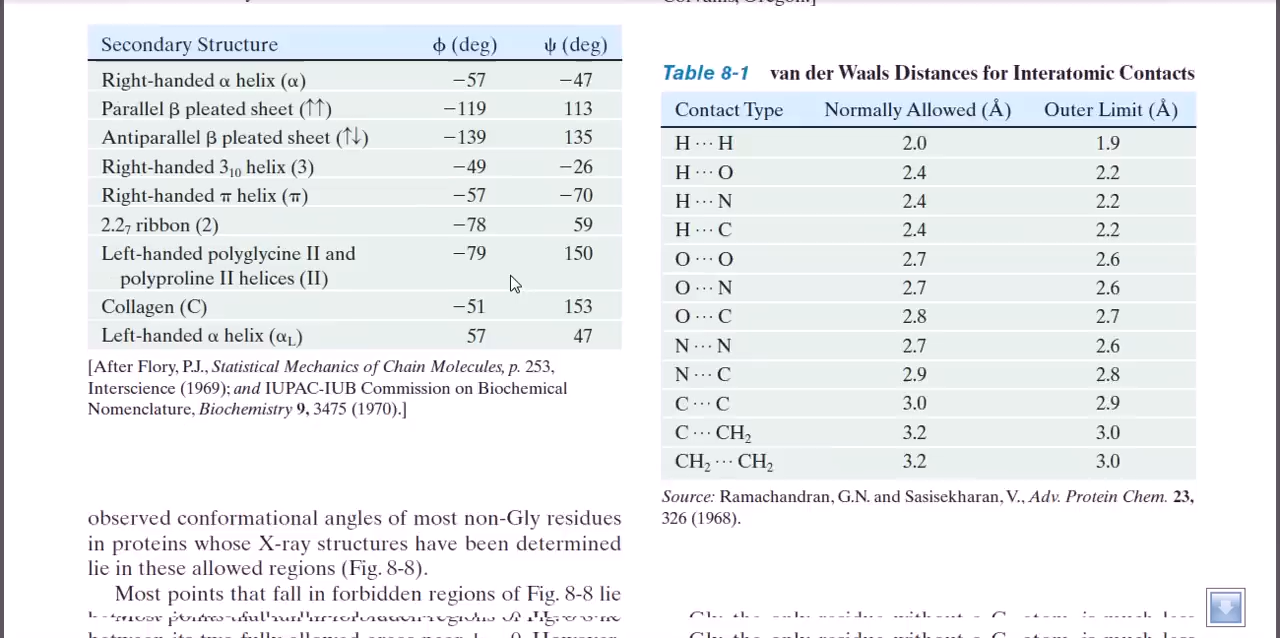 Corvallis, Oregon.]
Secondary Structure ϕ (deg) ψ (deg)
Right-handed α helix (α) −57 −47
Parallel β pleated sheet (↑↑) −119 113
Antiparallel β pleated sheet (↑↓) −139 135
Right-handed 3₁₀ helix (3) −49 −26
Right-handed π helix (π) −57 −70
2.2₇ ribbon (2) −78 59
Left-handed polyglycine II and −79 150
polyproline II helices (II)
Collagen (C) −51 153
Left-handed α helix (αL) 57 47
[After Flory, P.J., Statistical Mechanics of Chain Molecules, p. 253,
Interscience (1969); and IUPAC-IUB Commission on Biochemical
Nomenclature, Biochemistry 9, 3475 (1970).]
observed conformational angles of most non-Gly residues
in proteins whose X-ray structures have been determined
lie in these allowed regions (Fig. 8-8).
Most points that fall in forbidden regions of Fig. 8-8 lie
Table 8-1 van der Waals Distances for Interatomic Contacts
Contact Type Normally Allowed (Å) Outer Limit (Å)
H ··· H 2.0 1.9
H ··· O 2.4 2.2
H ··· N 2.4 2.2
H ··· C 2.4 2.2
O ··· O 2.7 2.6
O ··· N 2.7 2.6
O ··· C 2.8 2.7
N ··· N 2.7 2.6
N ··· C 2.9 2.8
C ··· C 3.0 2.9
C ··· CH₂ 3.2 3.0
CH₂ ··· CH₂ 3.2 3.0
Source: Ramachandran, G.N. and Sasisekharan, V., Adv. Protein Chem. 23,
326 (1968).